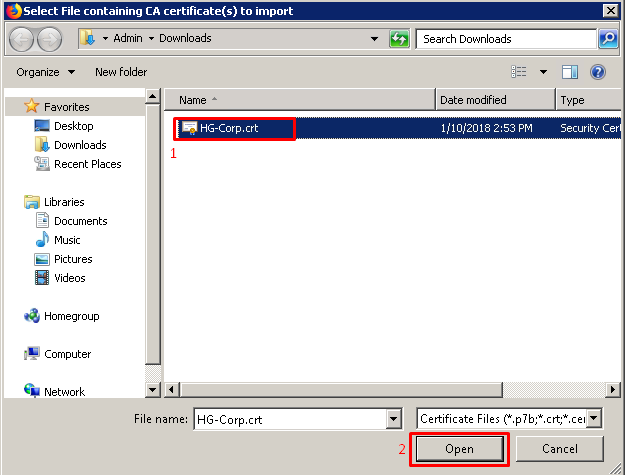 Select File containing CA certificate(s) to import
Admin Downloads
Search Downloads
Organize New folder
Name Date modified Type
HG-Corp.crt 1/10/2018 2:53 PM Security Cert
1
Favorites
Desktop
Downloads
Recent Places
Libraries
Documents
Music
Pictures
Videos
Homegroup
Computer
Network
File name: HG-Corp.crt Certificate Files (*.p7b;*.crt;*.cer
2 Open Cancel